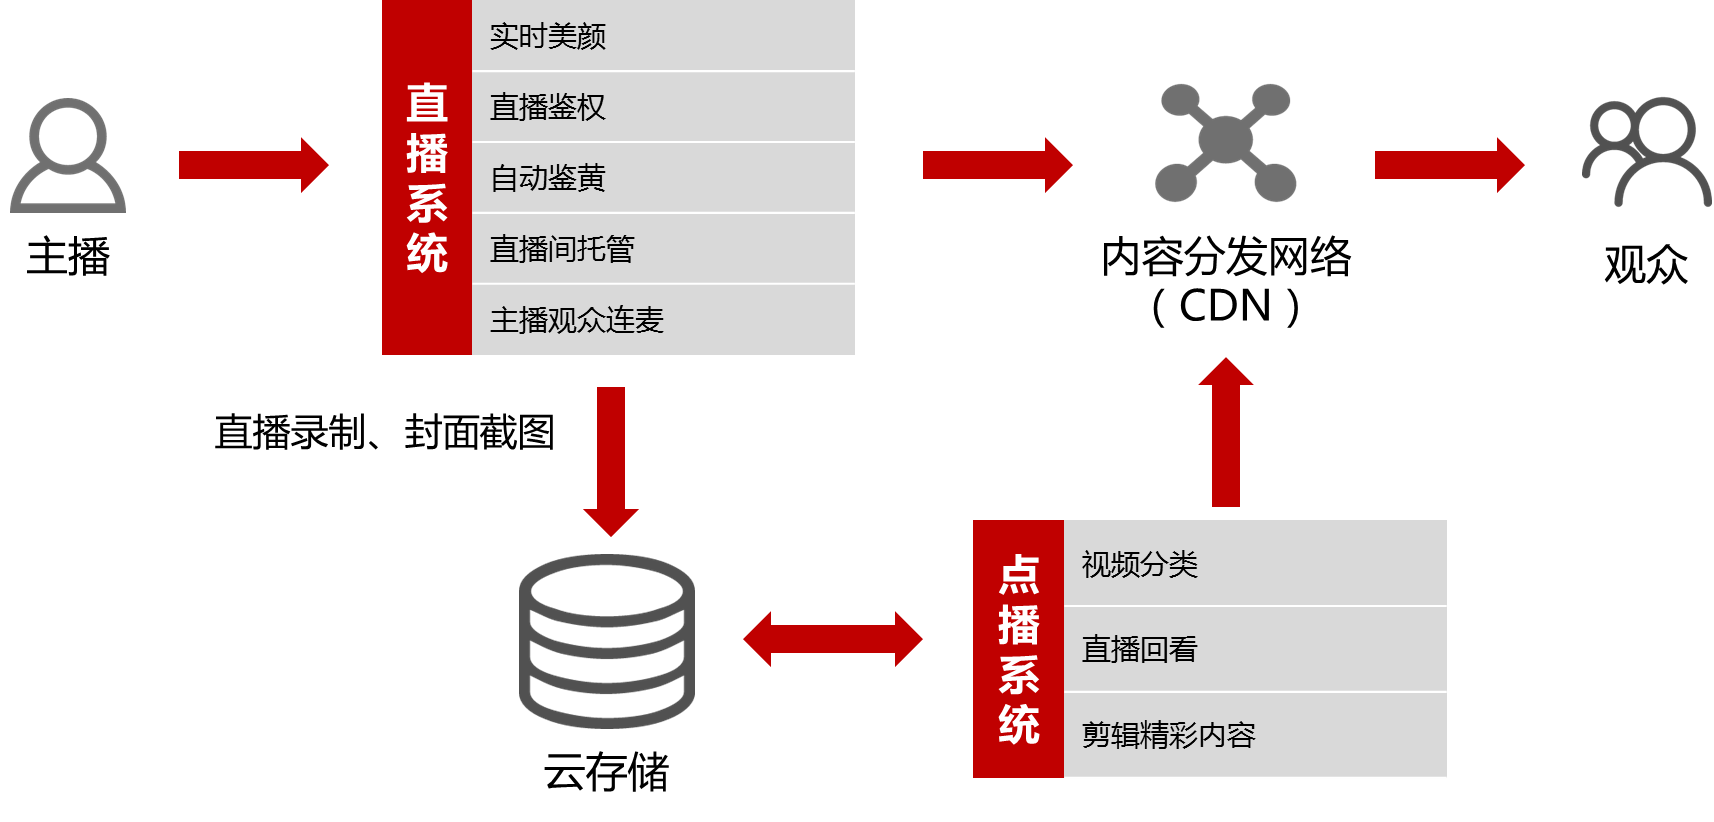 实时美颜
直播鉴权
自动鉴黄
直播间托管
主播观众连麦
直播系统
主播
内容分发网络
（CDN）
观众
直播录制、封面截图
云存储
点播系统
视频分类
直播回看
剪辑精彩内容